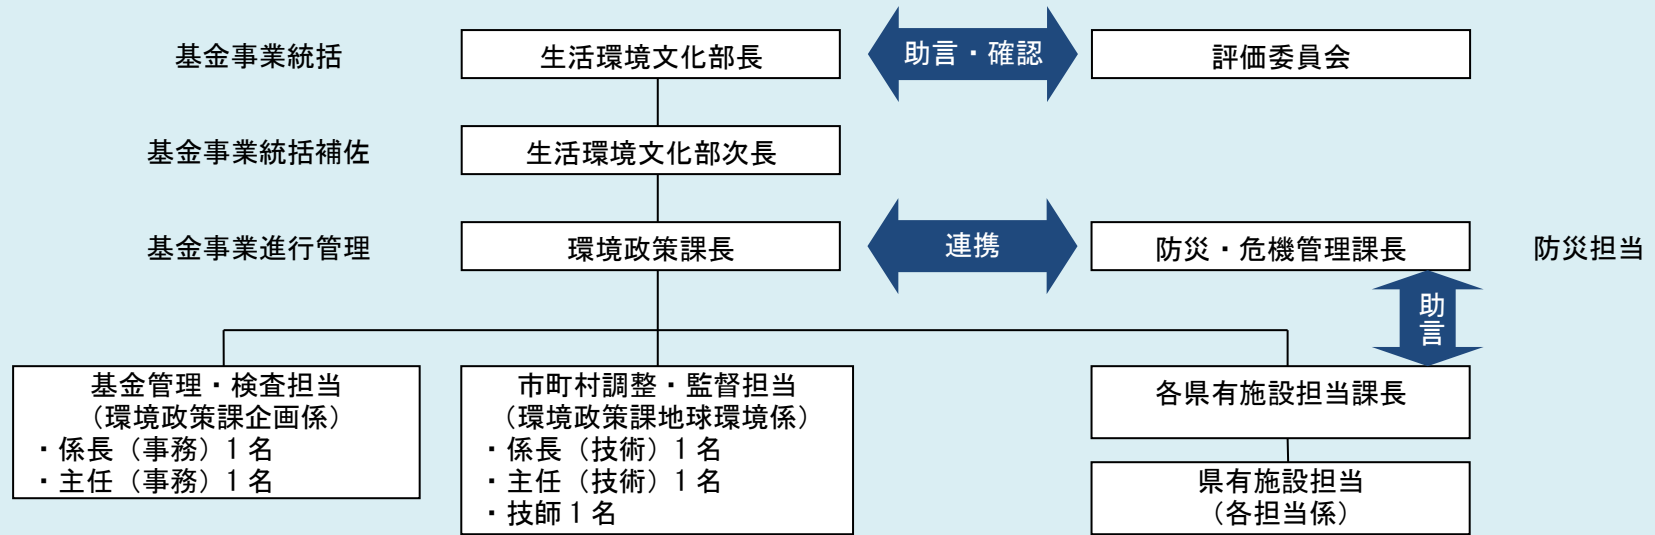 基金事業統括
生活環境文化部長
助言・確認
評価委員会
基金事業統括補佐
生活環境文化部次長
基金事業進行管理
環境政策課長
連携
防災・危機管理課長
防災担当
助言
基金管理・検査担当
（環境政策課企画係）
・係長（事務）１名
・主任（事務）１名
市町村調整・監督担当
（環境政策課地球環境係）
・係長（技術）１名
・主任（技術）１名
・技師１名
各県有施設担当課長
県有施設担当
（各担当係）